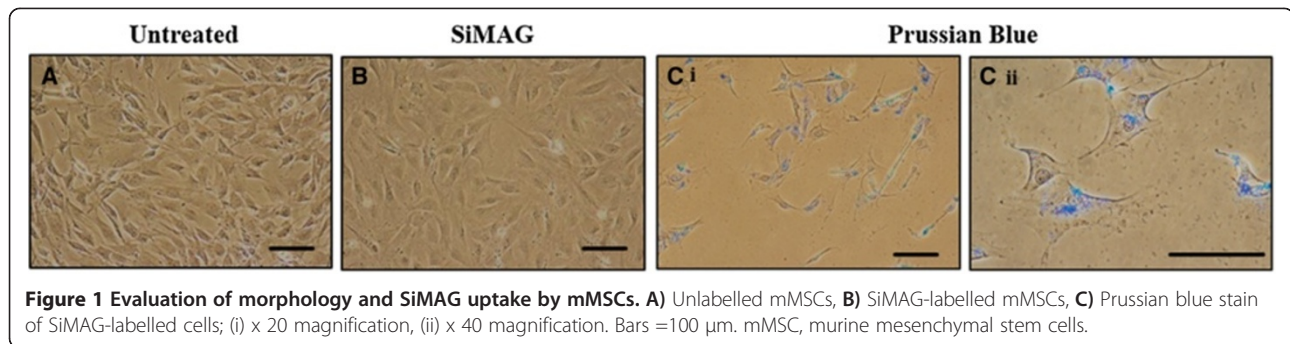 Untreated
SiMAG
Prussian Blue
A
B
C i
C ii
Figure 1 Evaluation of morphology and SiMAG uptake by mMSCs. A) Unlabelled mMSCs, B) SiMAG-labelled mMSCs, C) Prussian blue stain
of SiMAG-labelled cells; (i) x 20 magnification, (ii) x 40 magnification. Bars =100 μm. mMSC, murine mesenchymal stem cells.